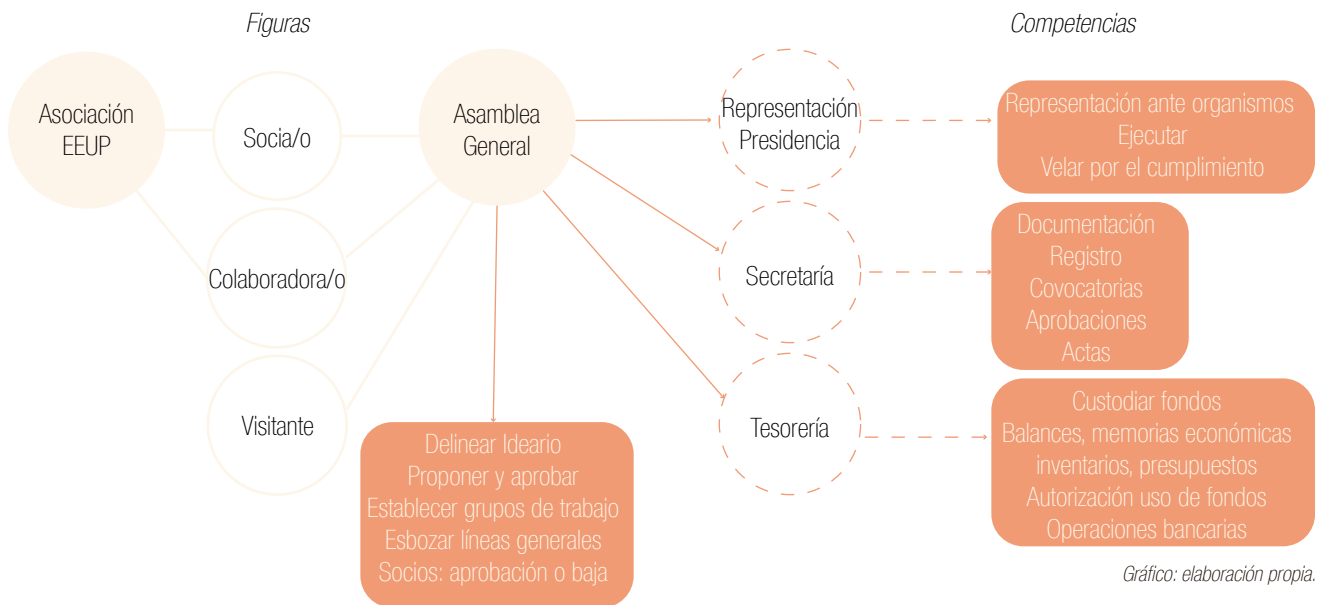 Figuras
Competencias
Asociación
EEUP
Socia/o
Colaboradora/o
Visitante
Asamblea
General
Delinear Ideario
Proponer y aprobar
Establecer grupos de trabajo
Esbozar líneas generales
Socios: aprobación o baja
Representación
Presidencia
Secretaría
Tesorería
Representación ante organismos
Ejecutar
Velar por el cumplimiento
Documentación
Registro
Covocatorias
Aprobaciones
Actas
Custodiar fondos
Balances, memorias económicas
inventarios, presupuestos
Autorización uso de fondos
Operaciones bancarias
Gráfico: elaboración propia.